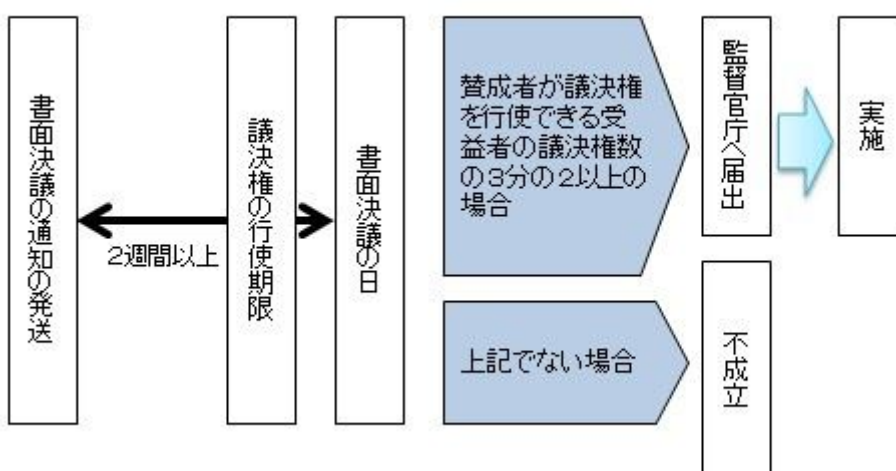 書面決議の通知の発送
2週間以上
議決権の行使期限
書面決議の日
賛成者が議決権
を行使できる受
益者の議決権数
の3分の2以上の
場合
監督官庁へ届出
実施
上記でない場合
不成立